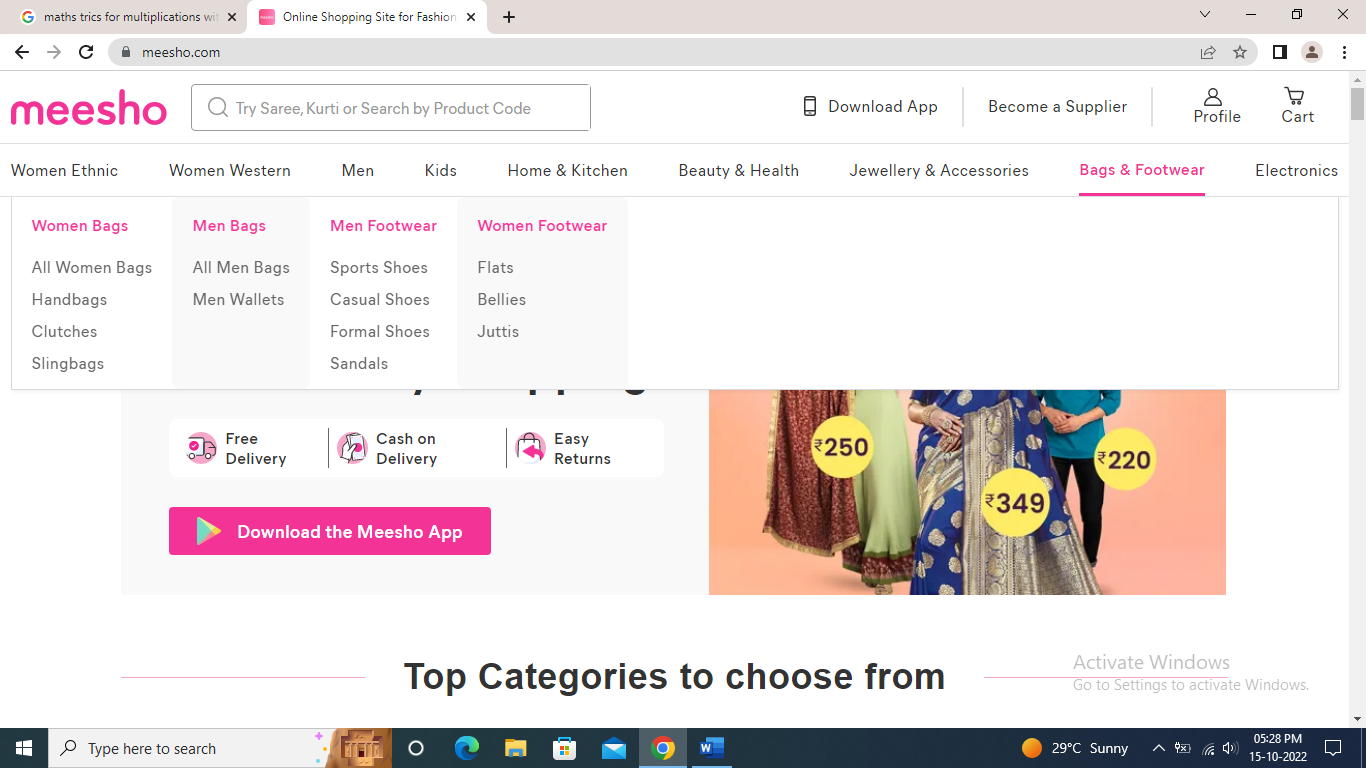 maths trics for multiplications wit
Online Shopping Site for Fashion
meesho.com
meesho
Try Saree, Kurti or Search by Product Code
Download App
Become a Supplier
Profile
Cart
Women Ethnic
Women Western
Men
Kids
Home & Kitchen
Beauty & Health
Jewellery & Accessories
Bags & Footwear
Electronics
Women Bags
All Women Bags
Handbags
Clutches
Slingbags
Men Bags
All Men Bags
Men Wallets
Men Footwear
Sports Shoes
Casual Shoes
Formal Shoes
Sandals
Women Footwear
Flats
Bellies
Juttis
Free
Delivery
Cash on
Delivery
Easy
Returns
Download the Meesho App
₹250
₹349
₹220
Top Categories to choose from
Activate Windows
Go to Settings to activate Windows.
Type here to search
29°C Sunny
05:28 PM
15-10-2022